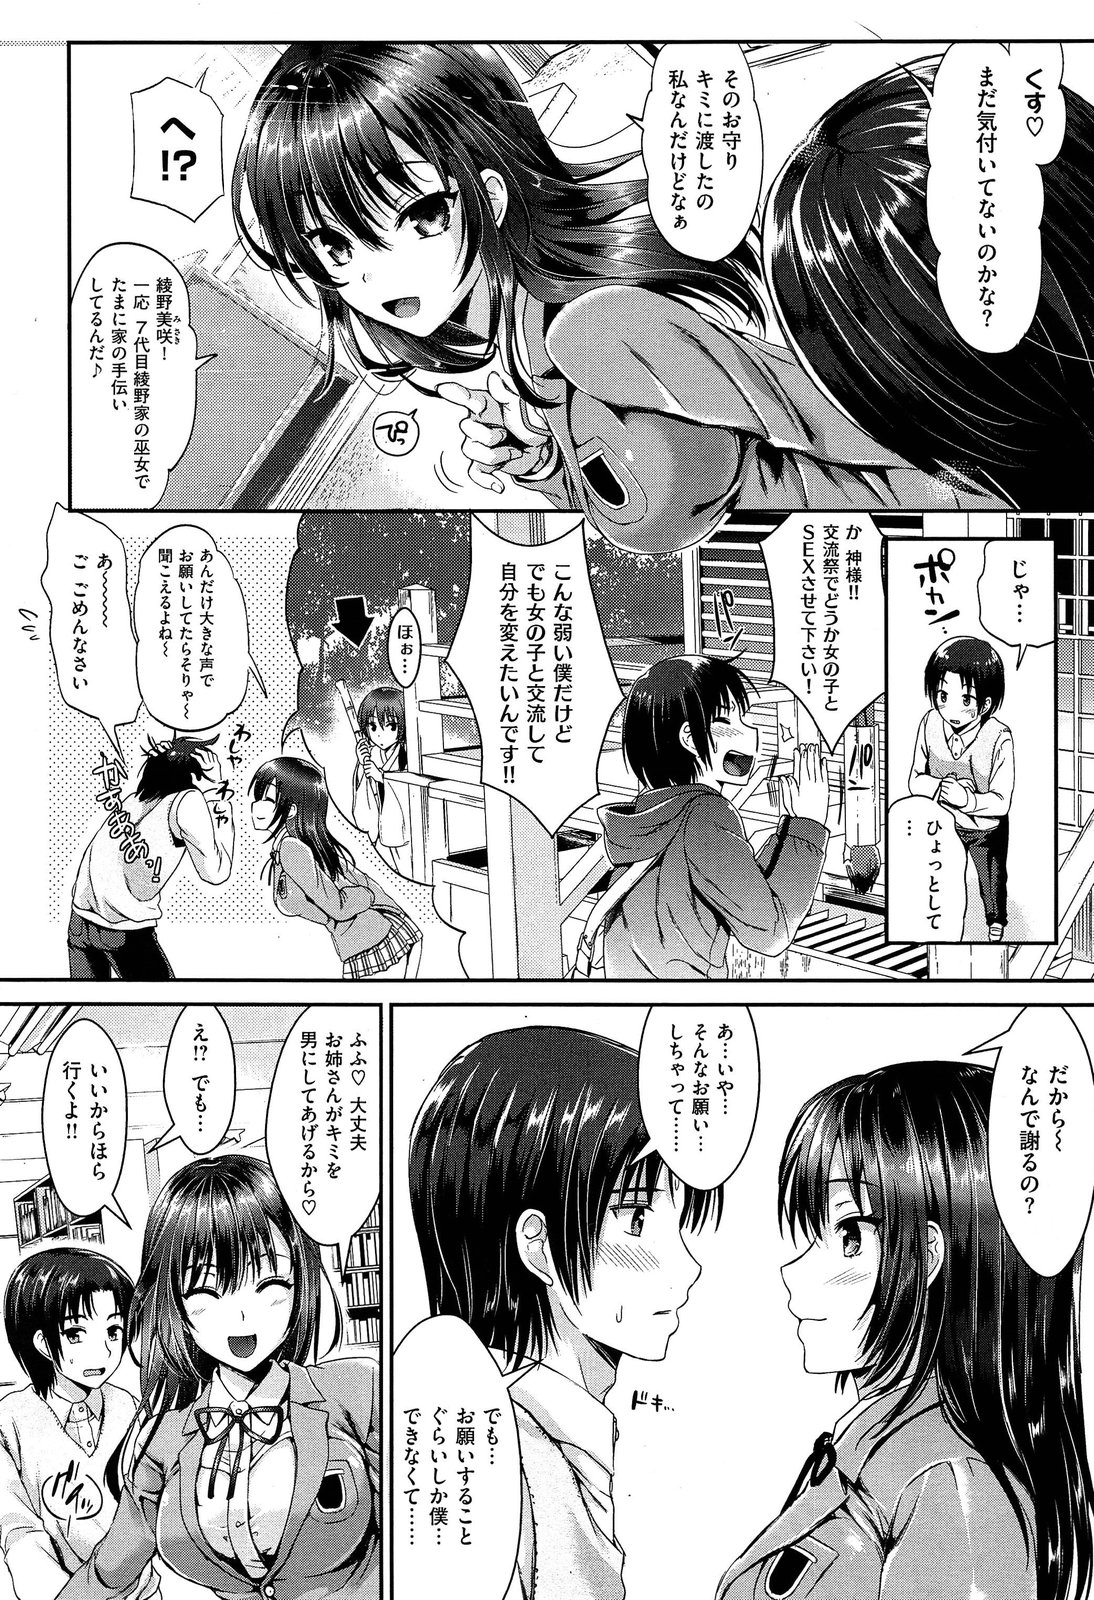 くす♡
まだ気付いてないのかな?
そのお守り
キミに渡したの
私なんだけどなぁ
へ!?
綾野美咲!
みさき
一応 7代目綾野家の巫女で
たまに家の手伝い
してるんだ♪
ぴっ
じゃ…
ポカン…
ひょっとして
…
か 神様!!
交流祭でどうか女の子と
SEXさせて下さい!
パン
こんな弱い僕だけど
でも女の子と交流して
自分を変えたいんです!!
ほぉ…
あんだけ大きな声で
お願いしてたらそりゃ〜
聞こえるよね〜
あ〜〜〜〜
ご ごめんなさい
わしゃ
わしゃ
だから〜
なんで謝るの?
あ…いや…
そんなお願い…
しちゃって……
ドキ…
でも…
お願いすること
ぐらいしか僕…
できなくて……
ふふ♡ 大丈夫
お姉さんがキミを
男にしてあげるから♡
え!? でも…
いいからほら
行くよ!!
グイッ